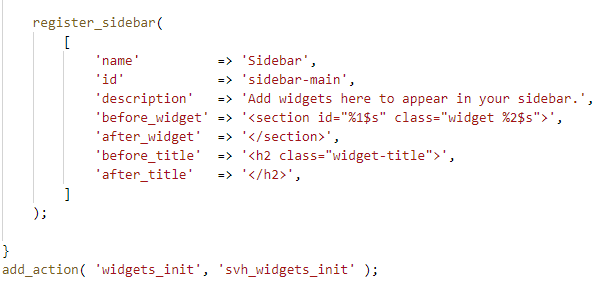 register_sidebar(
[
'name' => 'Sidebar',
'id' => 'sidebar-main',
'description' => 'Add widgets here to appear in your sidebar.',
'before_widget' => '<section id="%1$s" class="widget %2$s">',
'after_widget' => '</section>',
'before_title' => '<h2 class="widget-title">',
'after_title' => '</h2>',
]
);
}
add_action( 'widgets_init', 'svh_widgets_init' );